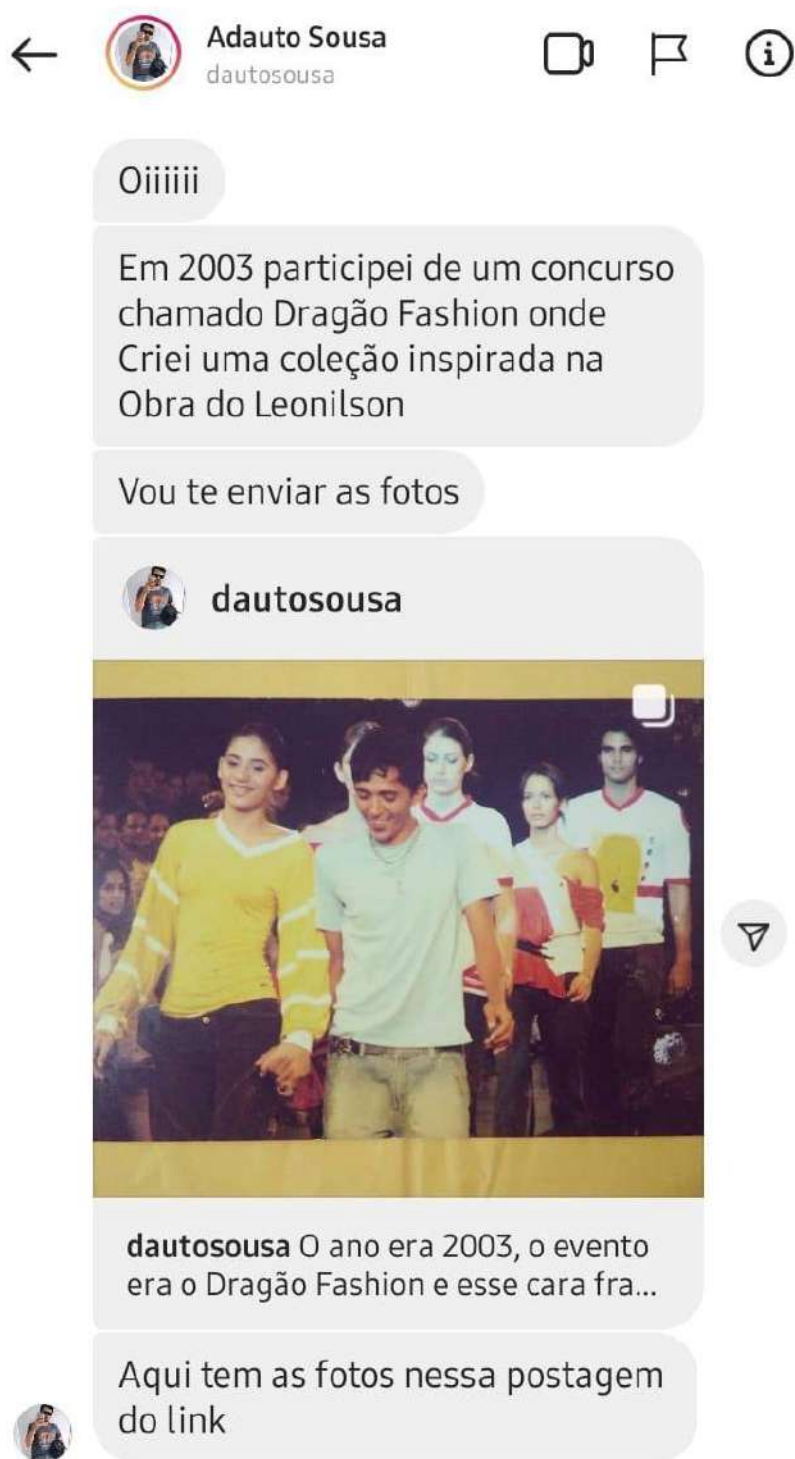 Adauto Sousa
dautosousa
Oiiiiii
Em 2003 participei de um concurso
chamado Dragão Fashion onde
Criei uma coleção inspirada na
Obra do Leonilson
Vou te enviar as fotos
dautosousa
dautosousa O ano era 2003, o evento
era o Dragão Fashion e esse cara fra...
Aqui tem as fotos nessa postagem
do link